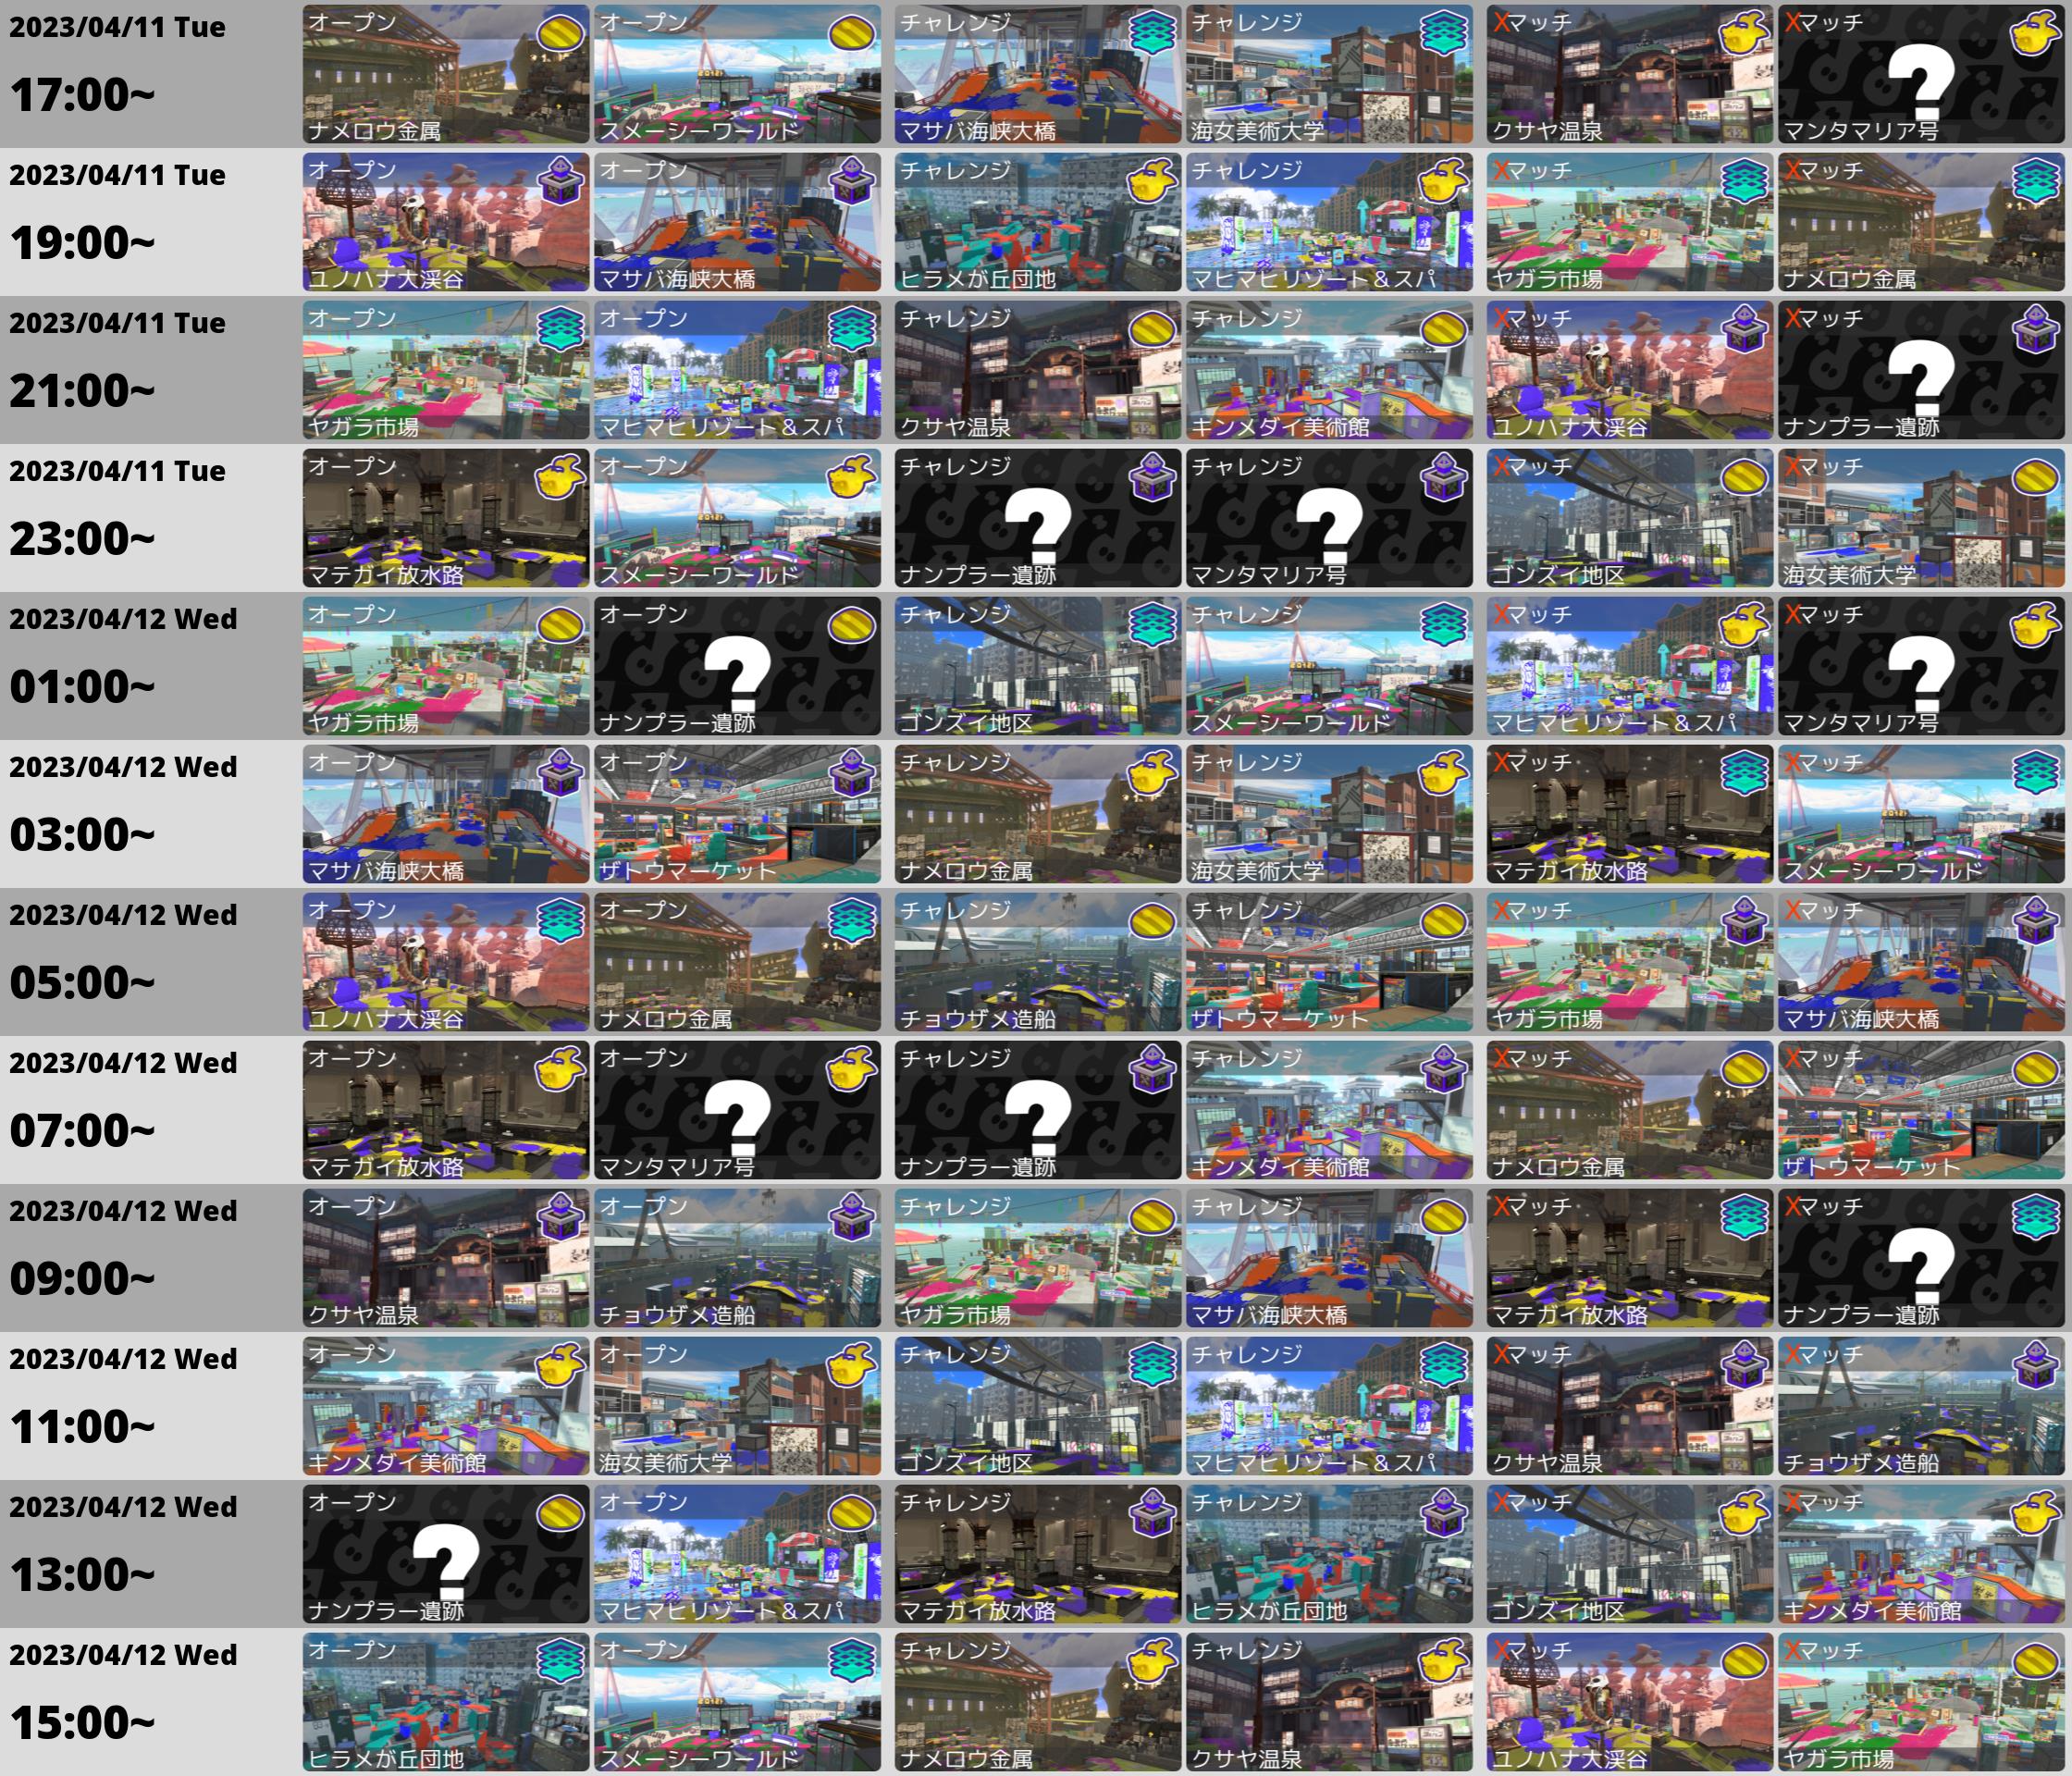 2023/04/11 Tue
17:00~
オープン オープン チャレンジ チャレンジ Xマッチ Xマッチ
ナメロウ金属 スメーシーワールド マサバ海峡大橋 海女美術大学 クサヤ温泉 マンタマリア号
2023/04/11 Tue
19:00~
オープン オープン チャレンジ チャレンジ Xマッチ Xマッチ
ユノハナ大渓谷 マサバ海峡大橋 ヒラメが丘団地 マヒマヒリゾート＆スパ ヤガラ市場 ナメロウ金属
2023/04/11 Tue
21:00~
オープン オープン チャレンジ チャレンジ Xマッチ Xマッチ
ヤガラ市場 マヒマヒリゾート＆スパ クサヤ温泉 キンメダイ美術館 ユノハナ大渓谷 ナンプラー遺跡
2023/04/11 Tue
23:00~
オープン オープン チャレンジ チャレンジ Xマッチ Xマッチ
マテガイ放水路 スメーシーワールド ナンプラー遺跡 マンタマリア号 ゴンズイ地区 海女美術大学
2023/04/12 Wed
01:00~
オープン オープン チャレンジ チャレンジ Xマッチ Xマッチ
ヤガラ市場 ナンプラー遺跡 ゴンズイ地区 スメーシーワールド マヒマヒリゾート＆スパ マンタマリア号
2023/04/12 Wed
03:00~
オープン オープン チャレンジ チャレンジ Xマッチ Xマッチ
マサバ海峡大橋 ザトウマーケット ナメロウ金属 海女美術大学 マテガイ放水路 スメーシーワールド
2023/04/12 Wed
05:00~
オープン オープン チャレンジ チャレンジ Xマッチ Xマッチ
ユノハナ大渓谷 ナメロウ金属 チョウザメ造船 ザトウマーケット ヤガラ市場 マサバ海峡大橋
2023/04/12 Wed
07:00~
オープン オープン チャレンジ チャレンジ Xマッチ Xマッチ
マテガイ放水路 マンタマリア号 ナンプラー遺跡 キンメダイ美術館 ナメロウ金属 ザトウマーケット
2023/04/12 Wed
09:00~
オープン オープン チャレンジ チャレンジ Xマッチ Xマッチ
クサヤ温泉 チョウザメ造船 ヤガラ市場 マサバ海峡大橋 マテガイ放水路 ナンプラー遺跡
2023/04/12 Wed
11:00~
オープン オープン チャレンジ チャレンジ Xマッチ Xマッチ
キンメダイ美術館 海女美術大学 ゴンズイ地区 マヒマヒリゾート＆スパ クサヤ温泉 チョウザメ造船
2023/04/12 Wed
13:00~
オープン オープン チャレンジ チャレンジ Xマッチ Xマッチ
ナンプラー遺跡 マヒマヒリゾート＆スパ マテガイ放水路 ヒラメが丘団地 ゴンズイ地区 キンメダイ美術館
2023/04/12 Wed
15:00~
オープン オープン チャレンジ チャレンジ Xマッチ Xマッチ
ヒラメが丘団地 スメーシーワールド ナメロウ金属 クサヤ温泉 ユノハナ大渓谷 ヤガラ市場